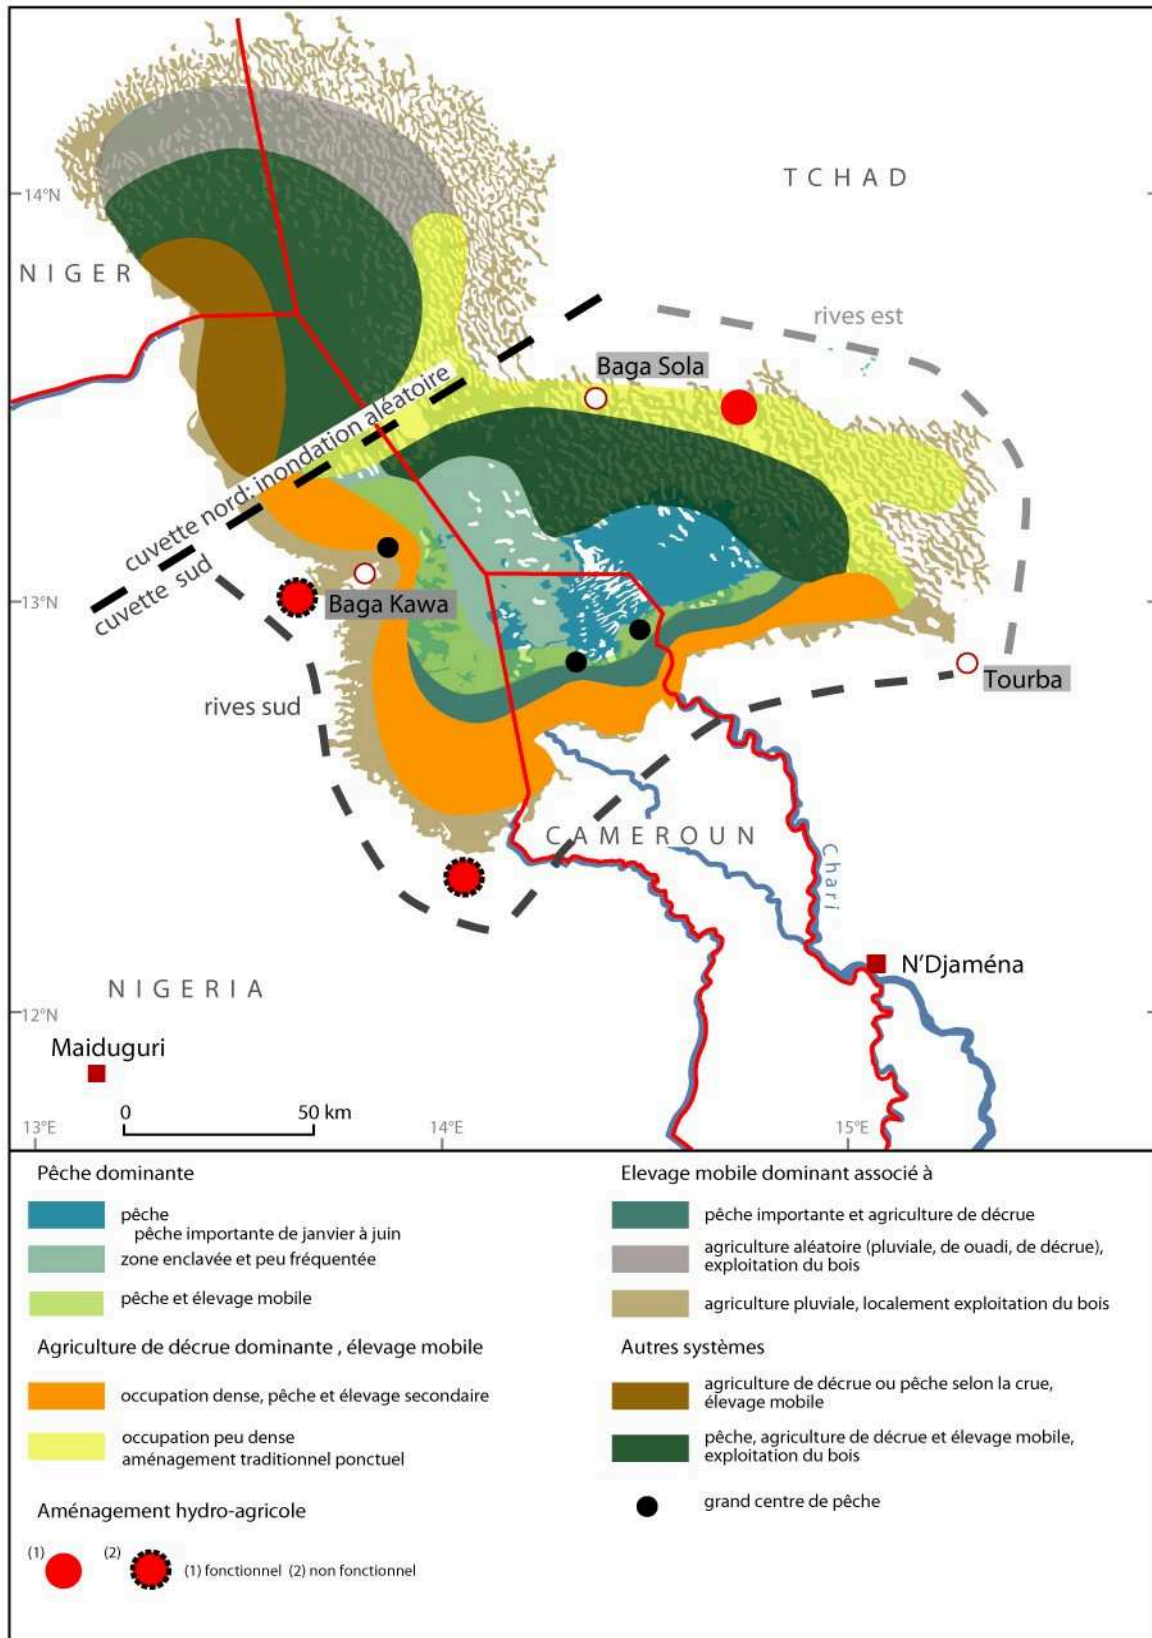 TCHAD
14°N
NIGER
rives est
Baga Sola
cuvette nord: inondation aléatoire
cuvette sud
13°N
Baga Kawa
Tourba
rives sud
CAMEROUN
Chari
N'Djaména
NIGERIA
12°N
Maiduguri
0 50 km
13°E 14°E 15°E
Pêche dominante
pêche
pêche importante de janvier à juin
zone enclavée et peu fréquentée
pêche et élevage mobile
Agriculture de décrue dominante , élevage mobile
occupation dense, pêche et élevage secondaire
occupation peu dense
aménagement traditionnel ponctuel
Aménagement hydro-agricole
(1) (2) (1) fonctionnel (2) non fonctionnel
Elevage mobile dominant associé à
pêche importante et agriculture de décrue
agriculture aléatoire (pluviale, de ouadi, de décrue),
exploitation du bois
agriculture pluviale, localement exploitation du bois
Autres systèmes
agriculture de décrue ou pêche selon la crue,
élevage mobile
pêche, agriculture de décrue et élevage mobile,
exploitation du bois
grand centre de pêche